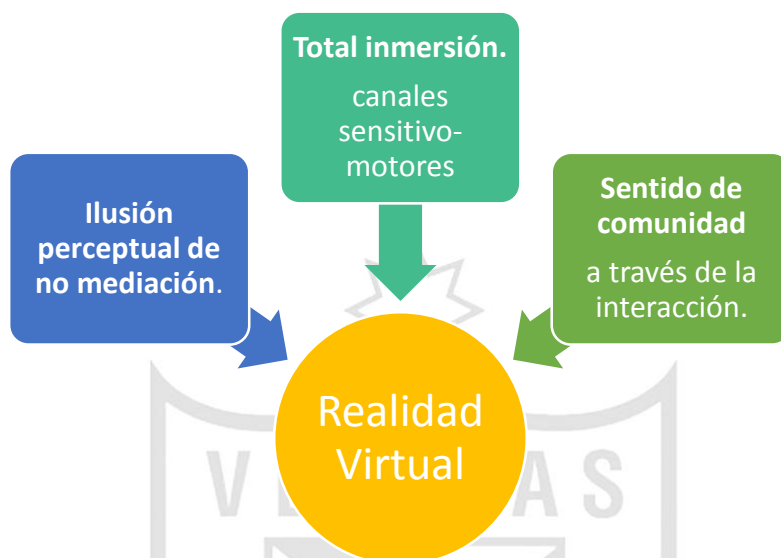 Total inmersión.
canales
sensitivo-
motores
Ilusión
perceptual de
no mediación.
Sentido de
comunidad
a través de la
interacción.
Realidad
Virtual